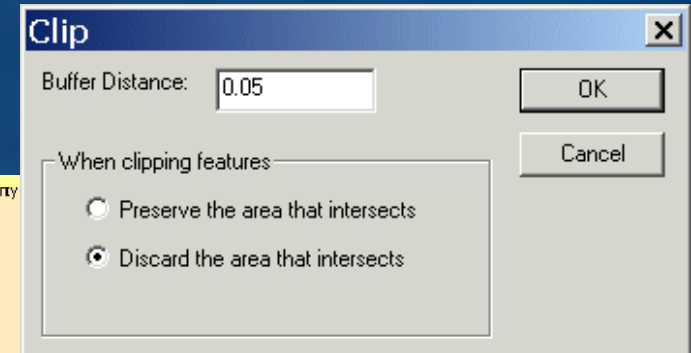 Clip
Buffer Distance: 0.05
OK
Cancel
When clipping features
Preserve the area that intersects
Discard the area that intersects